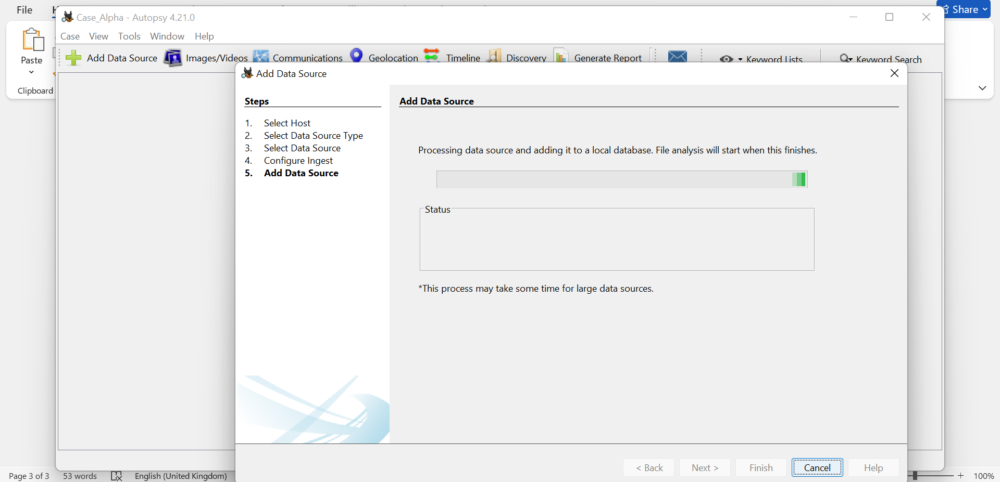 File
Share
Case_Alpha - Autopsy 4.21.0
Case View Tools Window Help
Paste
Clipboard
Add Data Source Images/Videos Communications Geolocation Timeline Discovery Generate Report Keyword Lists Keyword Search
Add Data Source
Steps
1. Select Host
2. Select Data Source Type
3. Select Data Source
4. Configure Ingest
5. Add Data Source
Add Data Source
Processing data source and adding it to a local database. File analysis will start when this finishes.
Status
*This process may take some time for large data sources.
< Back Next > Finish Cancel Help
Page 3 of 3 53 words English (United Kingdom) 100%